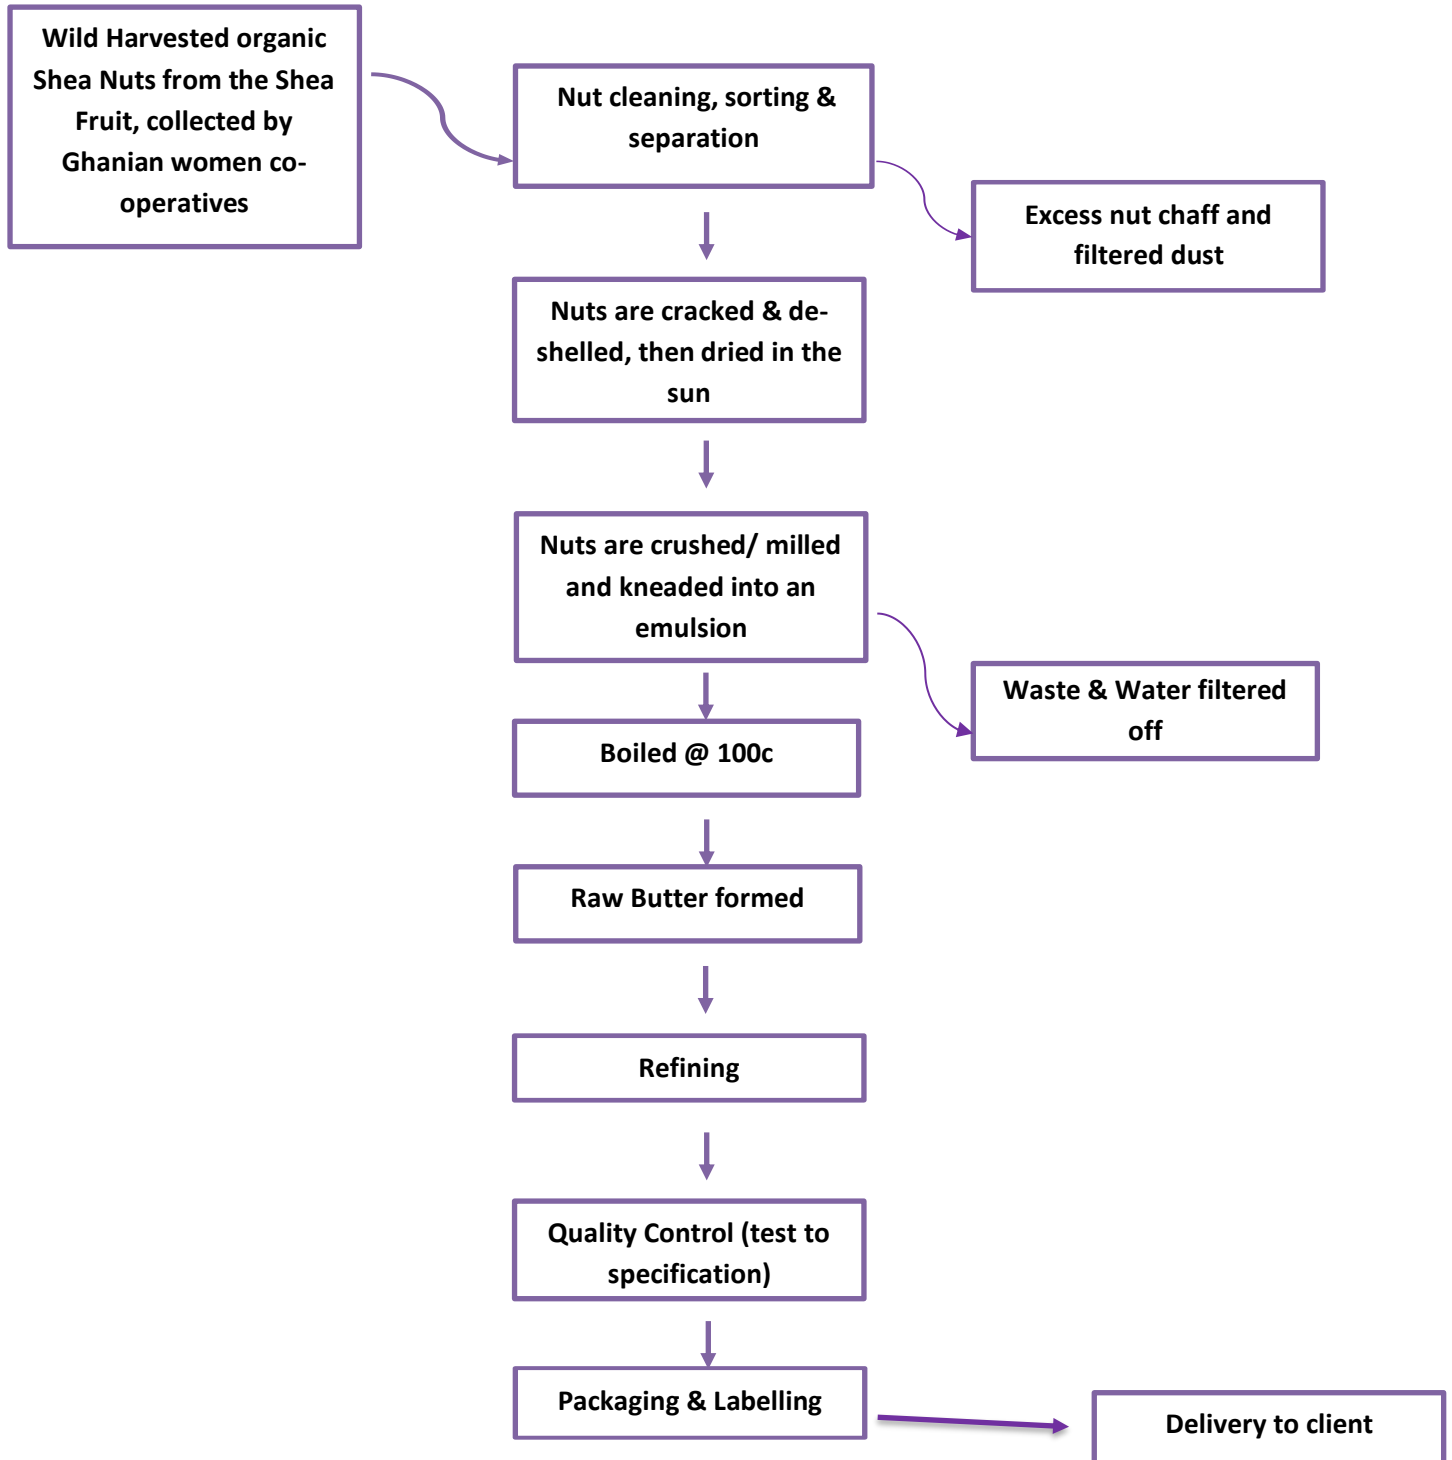 Wild Harvested organic
Shea Nuts from the Shea
Fruit, collected by
Ghanian women co-
operatives
Nut cleaning, sorting &
separation
Excess nut chaff and
filtered dust
Nuts are cracked & de-
shelled, then dried in the
sun
Nuts are crushed/ milled
and kneaded into an
emulsion
Waste & Water filtered
off
Boiled @ 100c
Raw Butter formed
Refining
Quality Control (test to
specification)
Packaging & Labelling
Delivery to client